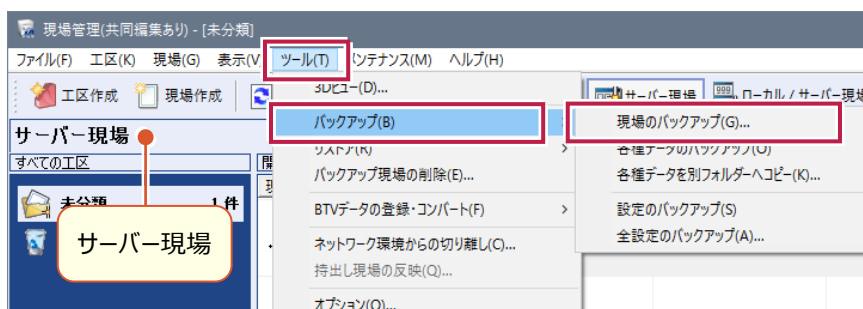 現場管理(共同編集あり) - [未分類]
ファイル(F) 工区(K) 現場(G) 表示(V) ツール(T) メンテナンス(M) ヘルプ(H)
工区作成 現場作成
サーバー現場 ローカル / サーバー現場
サーバー現場
すべての工区
未分類 1 件
サーバー現場
3Dビュー(D)...
バックアップ(B)
リストア(R)
バックアップ現場の削除(E)...
BTVデータの登録・コンバート(F)
ネットワーク環境からの切り離し(C)...
持出し現場の反映(Q)...
オプション(O)...
現場のバックアップ(G)...
各種データのバックアップ(O)
各種データを別フォルダーへコピー(K)...
設定のバックアップ(S)
全設定のバックアップ(A)...